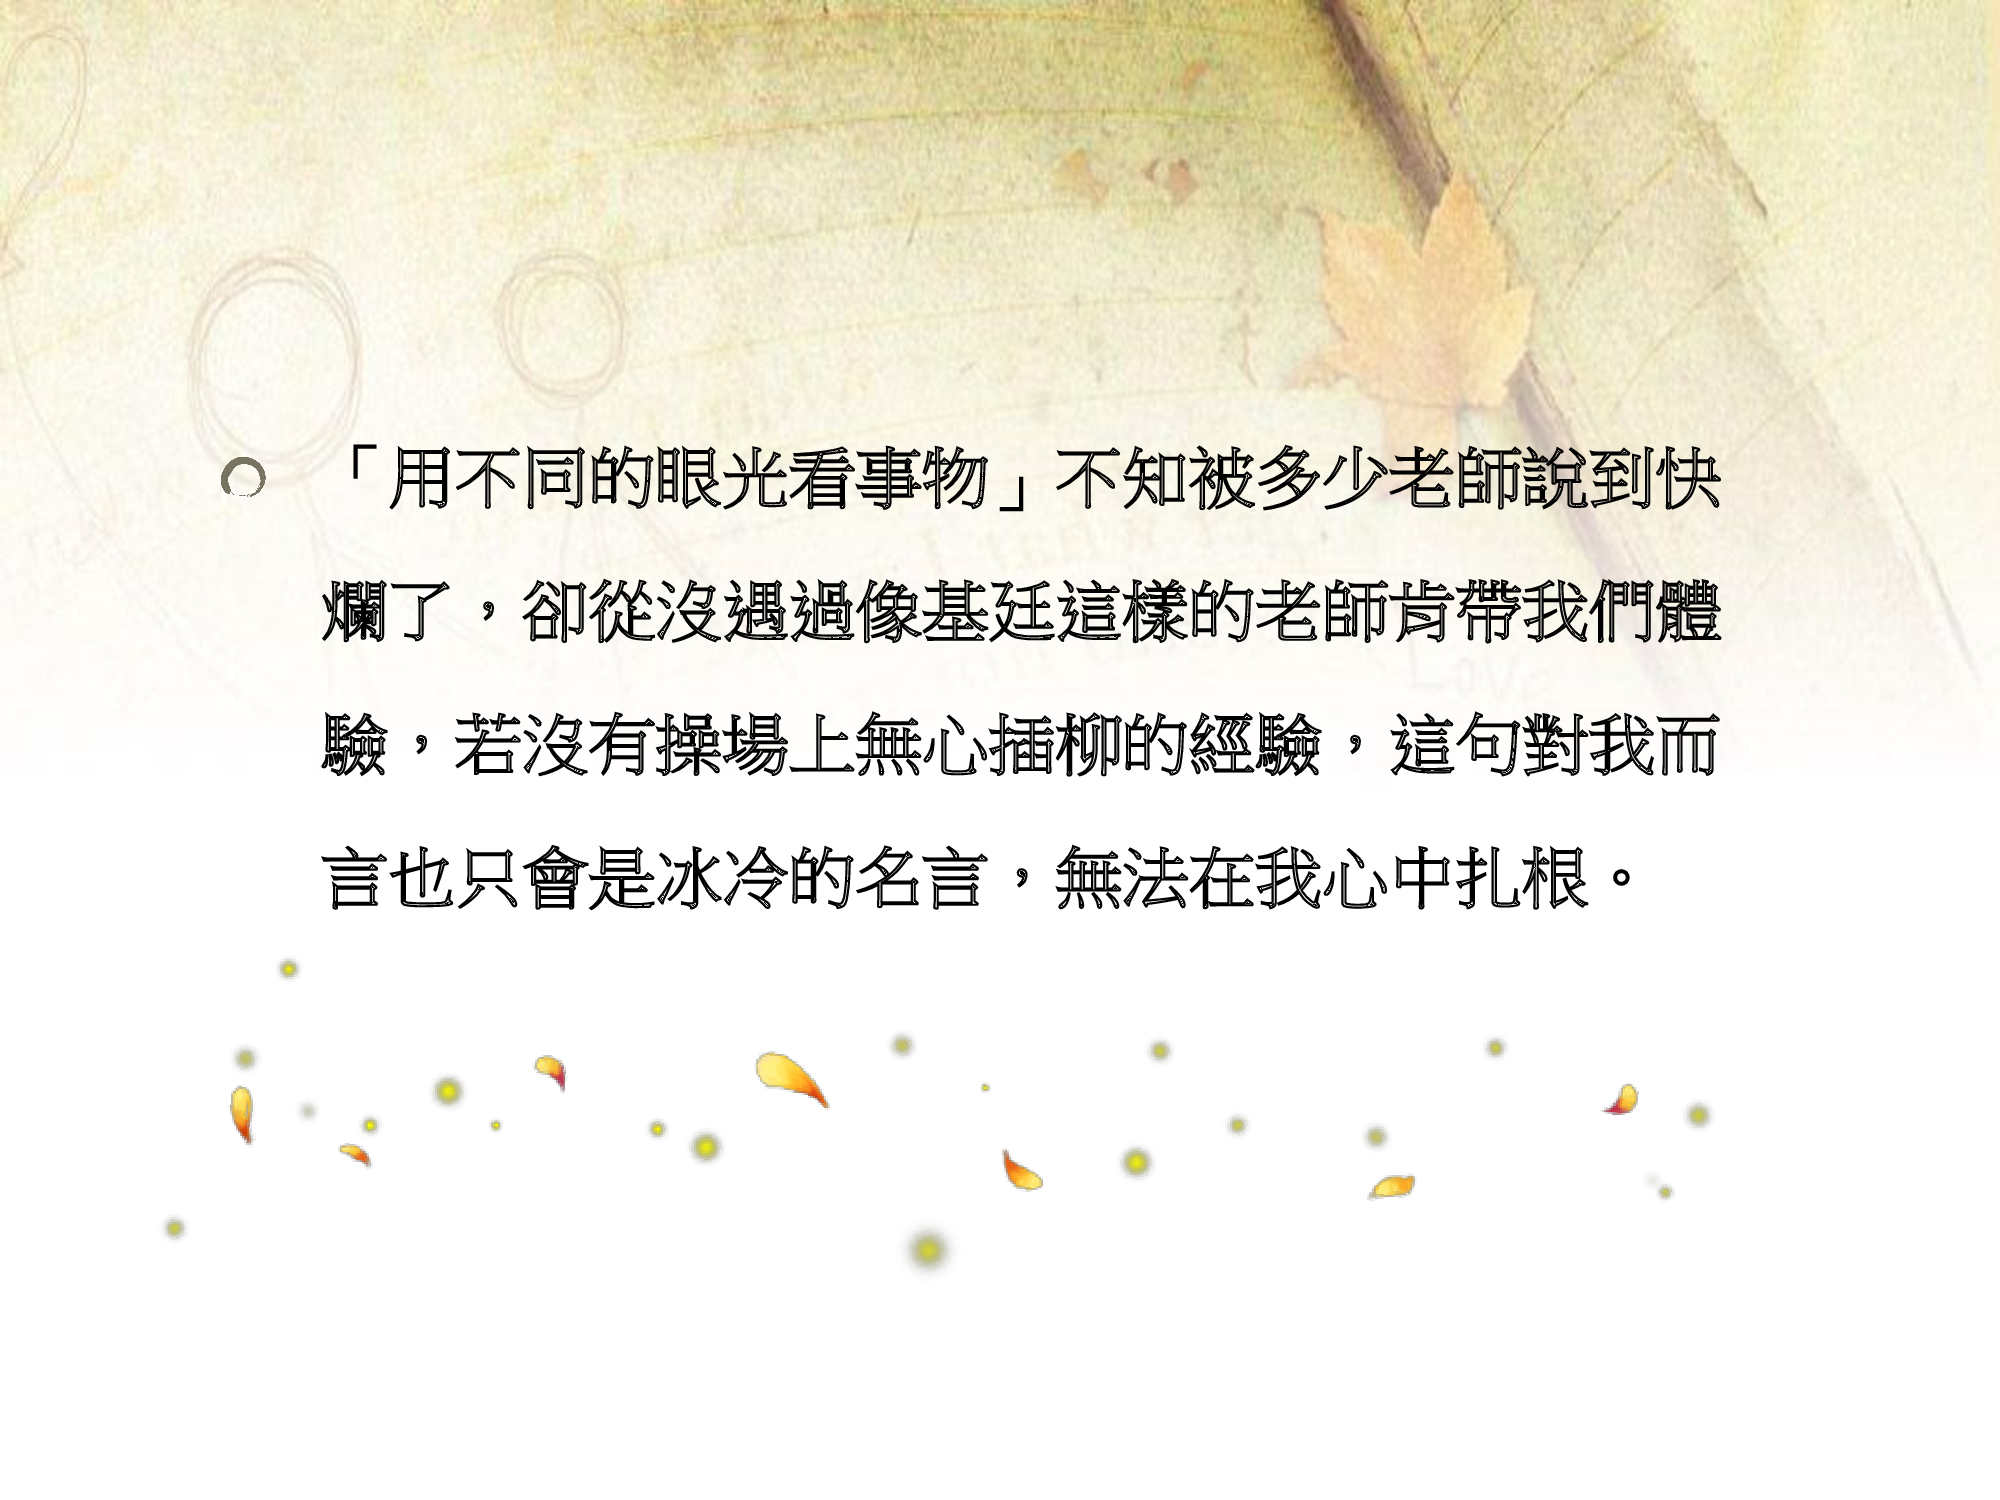 「用不同的眼光看事物」不知被多少老師說到快
爛了，卻從沒遇過像基廷這樣的老師肯帶我們體
驗，若沒有操場上無心插柳的經驗，這句對我而
言也只會是冰冷的名言，無法在我心中扎根。
Love